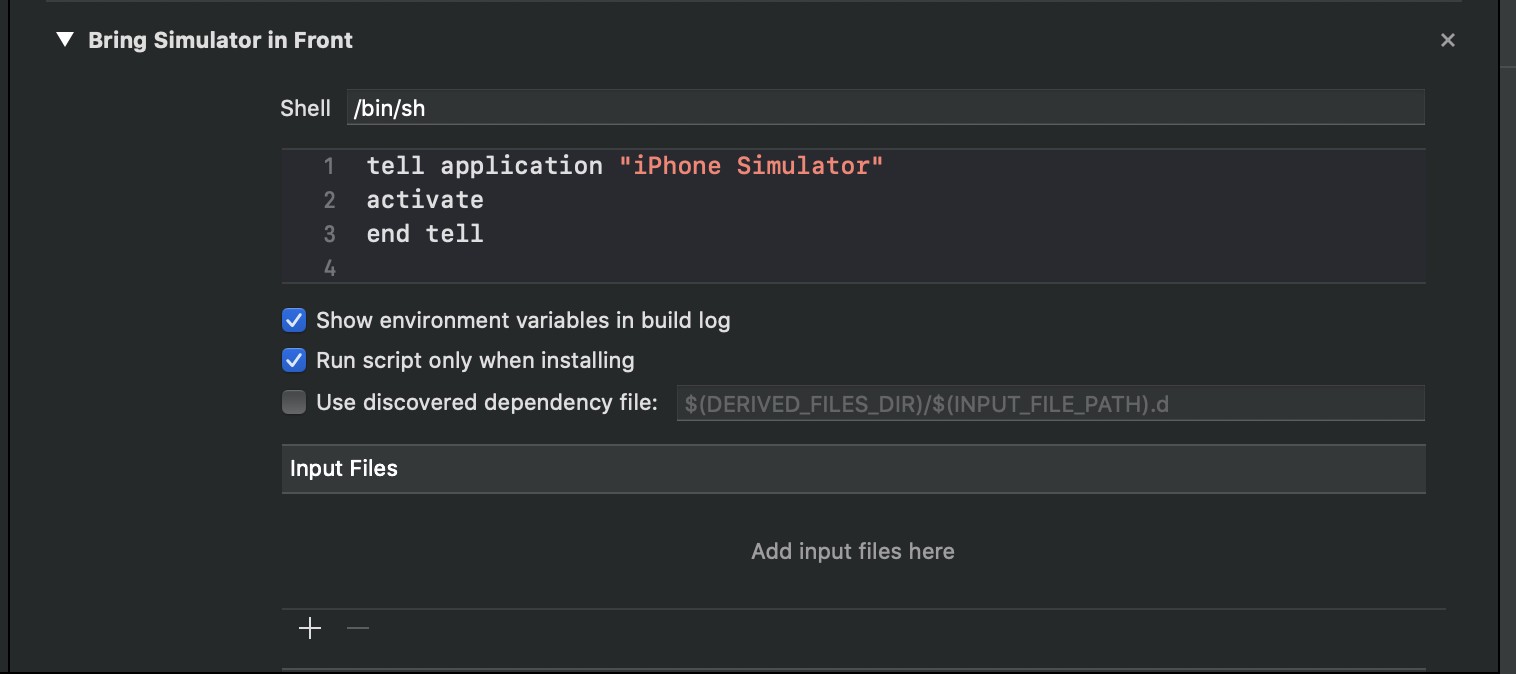 Bring Simulator in Front
Shell /bin/sh
1 tell application "iPhone Simulator"
2 activate
3 end tell
4
Show environment variables in build log
Run script only when installing
Use discovered dependency file: $(DERIVED_FILES_DIR)/$(INPUT_FILE_PATH).d
Input Files
Add input files here